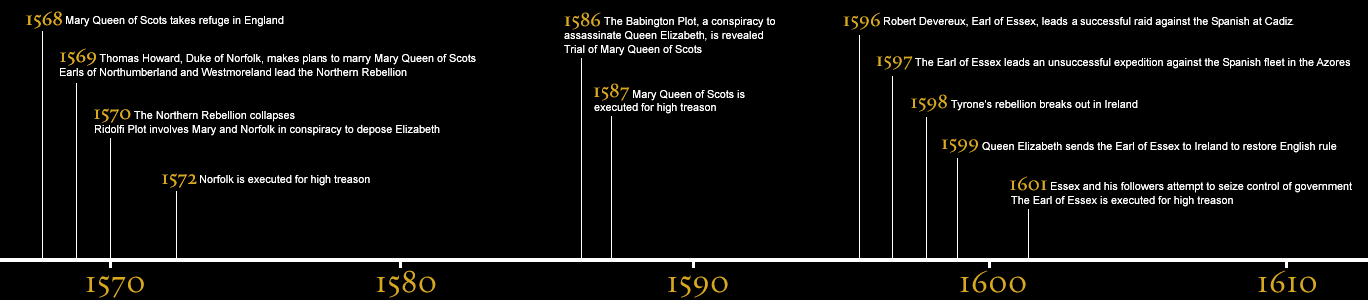 1568 Mary Queen of Scots takes refuge in England
1569 Thomas Howard, Duke of Norfolk, makes plans to marry Mary Queen of Scots
Earls of Northumberland and Westmoreland lead the Northern Rebellion
1570 The Northern Rebellion collapses
Ridolfi Plot involves Mary and Norfolk in conspiracy to depose Elizabeth
1572 Norfolk is executed for high treason
1586 The Babington Plot, a conspiracy to
assassinate Queen Elizabeth, is revealed
Trial of Mary Queen of Scots
1587 Mary Queen of Scots is
executed for high treason
1596 Robert Devereux, Earl of Essex, leads a successful raid against the Spanish at Cadiz
1597 The Earl of Essex leads an unsuccessful expedition against the Spanish fleet in the Azores
1598 Tyrone's rebellion breaks out in Ireland
1599 Queen Elizabeth sends the Earl of Essex to Ireland to restore English rule
1601 Essex and his followers attempt to seize control of government
The Earl of Essex is executed for high treason
1570 1580 1590 1600 1610